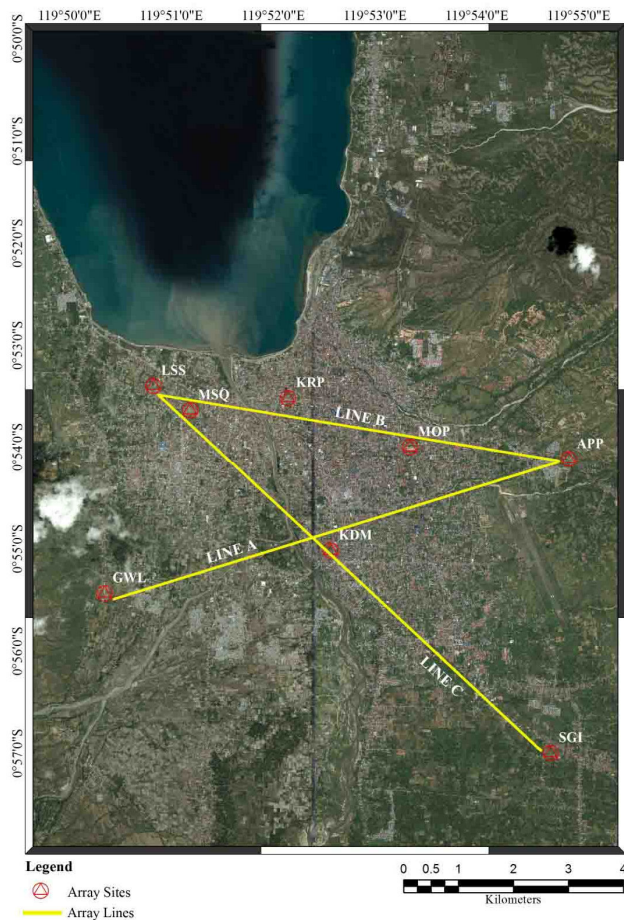 119°50'0"E 119°51'0"E 119°52'0"E 119°53'0"E 119°54'0"E 119°55'0"E
0°50'0"S
0°51'0"S
0°52'0"S
0°53'0"S
0°54'0"S
0°55'0"S
0°56'0"S
0°57'0"S
LSS
MSQ
KRP
LINE B
MOP
APP
KDM
LINE A
GWL
LINE C
SGI
Legend
Array Sites
Array Lines
0 0.5 1 2 3 4
Kilometers